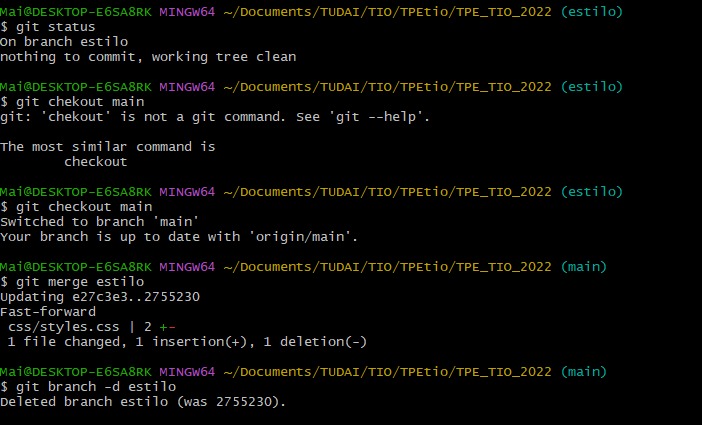 Mai@DESKTOP-E6SA8RK MINGW64 ~/Documents/TUDAI/TIO/TPEtio/TPE_TIO_2022 (estilo)
$ git status
On branch estilo
nothing to commit, working tree clean

Mai@DESKTOP-E6SA8RK MINGW64 ~/Documents/TUDAI/TIO/TPEtio/TPE_TIO_2022 (estilo)
$ git chekout main
git: 'chekout' is not a git command. See 'git --help'.

The most similar command is
        checkout

Mai@DESKTOP-E6SA8RK MINGW64 ~/Documents/TUDAI/TIO/TPEtio/TPE_TIO_2022 (estilo)
$ git checkout main
Switched to branch 'main'
Your branch is up to date with 'origin/main'.

Mai@DESKTOP-E6SA8RK MINGW64 ~/Documents/TUDAI/TIO/TPEtio/TPE_TIO_2022 (main)
$ git merge estilo
Updating e27c3e3..2755230
Fast-forward
 css/styles.css | 2 +-
 1 file changed, 1 insertion(+), 1 deletion(-)

Mai@DESKTOP-E6SA8RK MINGW64 ~/Documents/TUDAI/TIO/TPEtio/TPE_TIO_2022 (main)
$ git branch -d estilo
Deleted branch estilo (was 2755230).